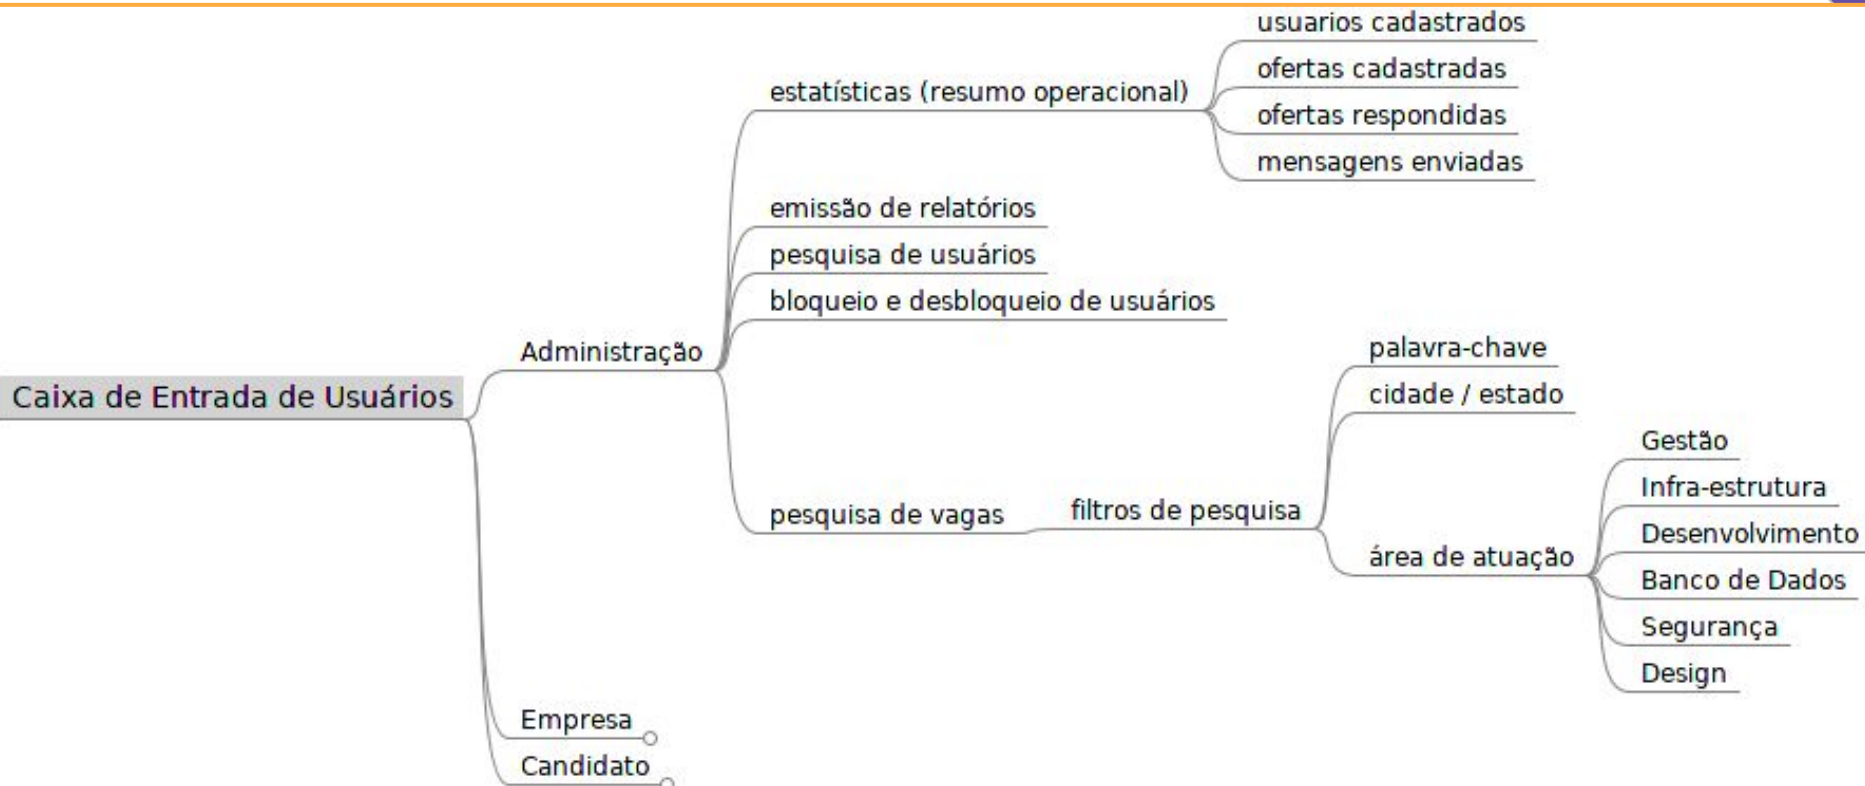 usuarios cadastrados
ofertas cadastradas
estatísticas (resumo operacional)
ofertas respondidas
mensagens enviadas
emissão de relatórios
pesquisa de usuários
bloqueio e desbloqueio de usuários
Administração
palavra-chave
Caixa de Entrada de Usuários
cidade / estado
Gestão
Infra-estrutura
pesquisa de vagas
filtros de pesquisa
Desenvolvimento
área de atuação
Banco de Dados
Segurança
Design
Empresa
Candidato